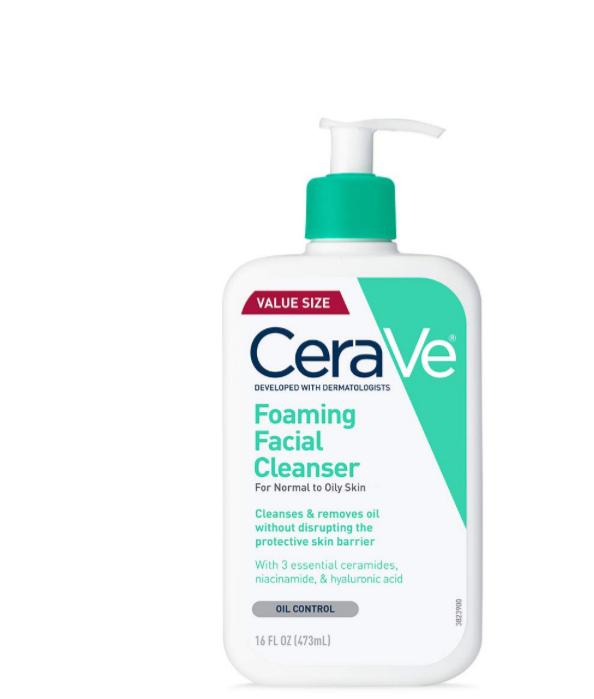 VALUE SIZE
CeraVe®
DEVELOPED WITH DERMATOLOGISTS
Foaming
Facial
Cleanser
For Normal to Oily Skin
Cleanses & removes oil
without disrupting the
protective skin barrier
With 3 essential ceramides,
niacinamide, & hyaluronic acid
OIL CONTROL
16 FL OZ (473mL)
3823900